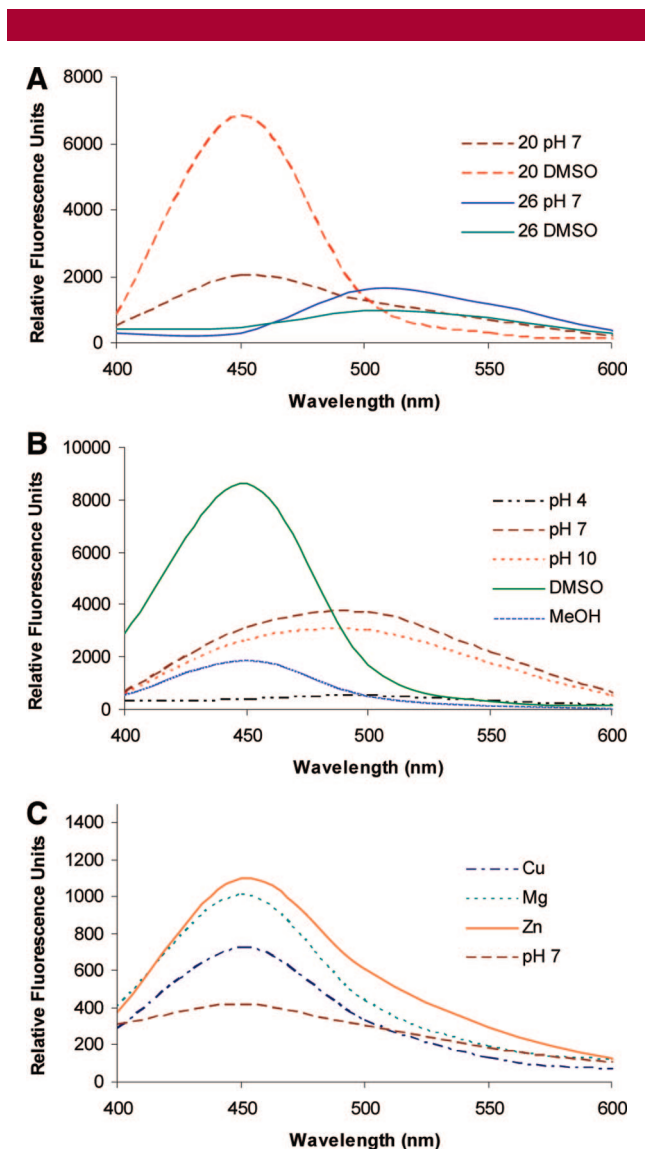 A
Relative Fluorescence Units
8000
6000
4000
2000
0
400 450 500 550 600
Wavelength (nm)
20 pH 7
20 DMSO
26 pH 7
26 DMSO
B
Relative Fluorescence Units
10000
8000
6000
4000
2000
0
400 450 500 550 600
Wavelength (nm)
pH 4
pH 7
pH 10
DMSO
MeOH
C
Relative Fluorescence Units
1400
1200
1000
800
600
400
200
0
400 450 500 550 600
Wavelength (nm)
Cu
Mg
Zn
pH 7